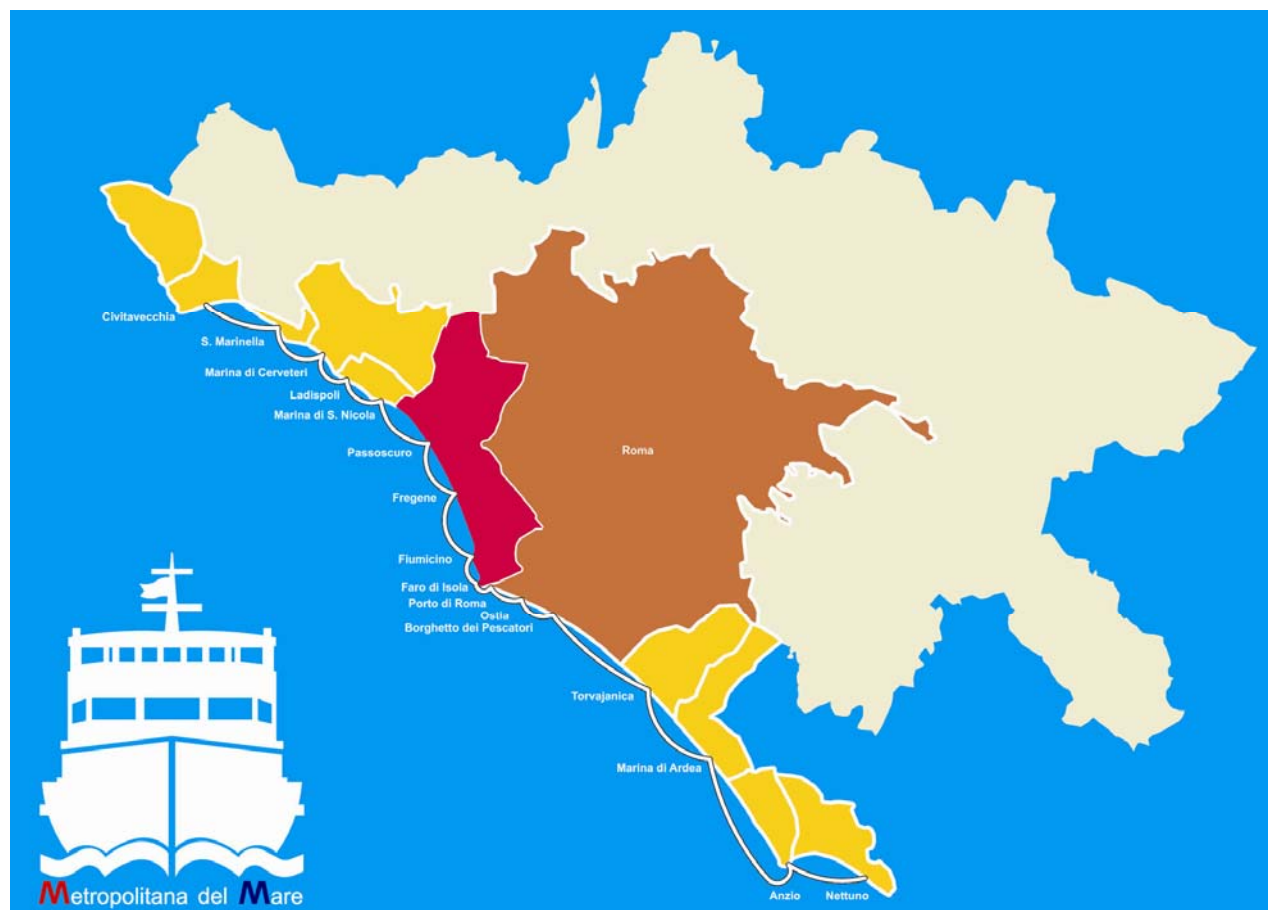 Civitavecchia
S. Marinella
Marina di Cerveteri
Ladispoli
Marina di S. Nicola
Passoscuro
Roma
Fregene
Fiumicino
Faro di Isola
Porto di Roma
Ostia
Borghetto dei Pescatori
Torvajanica
Marina di Ardea
Anzio
Nettuno
Metropolitana del Mare